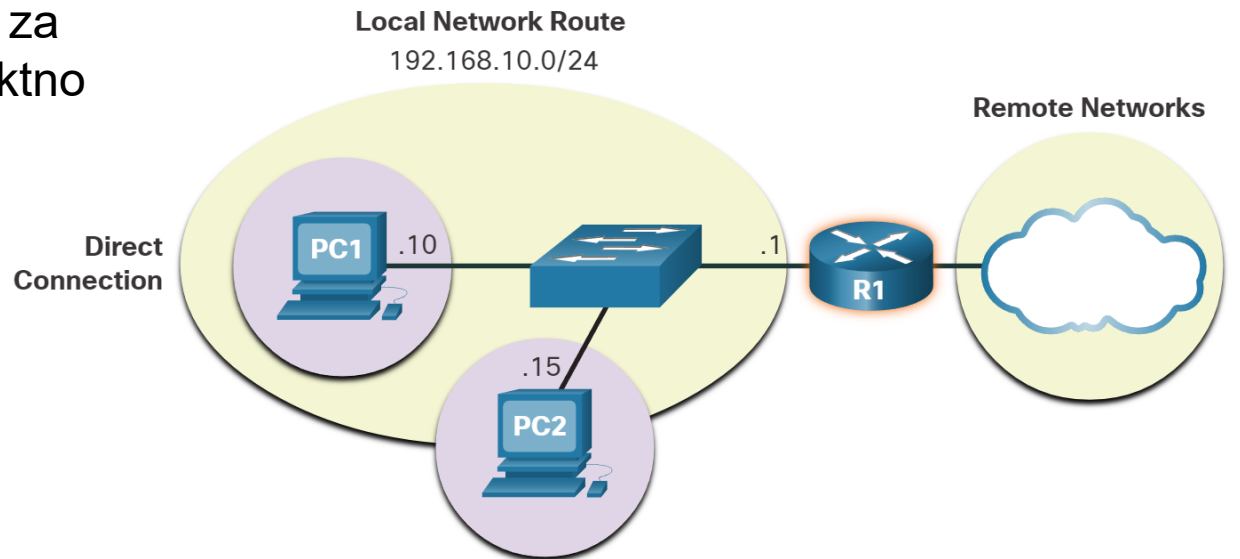 za
Local Network Route
192.168.10.0/24
Remote Networks
Direct
Connection
PC1
.10
.1
R1
.15
PC2